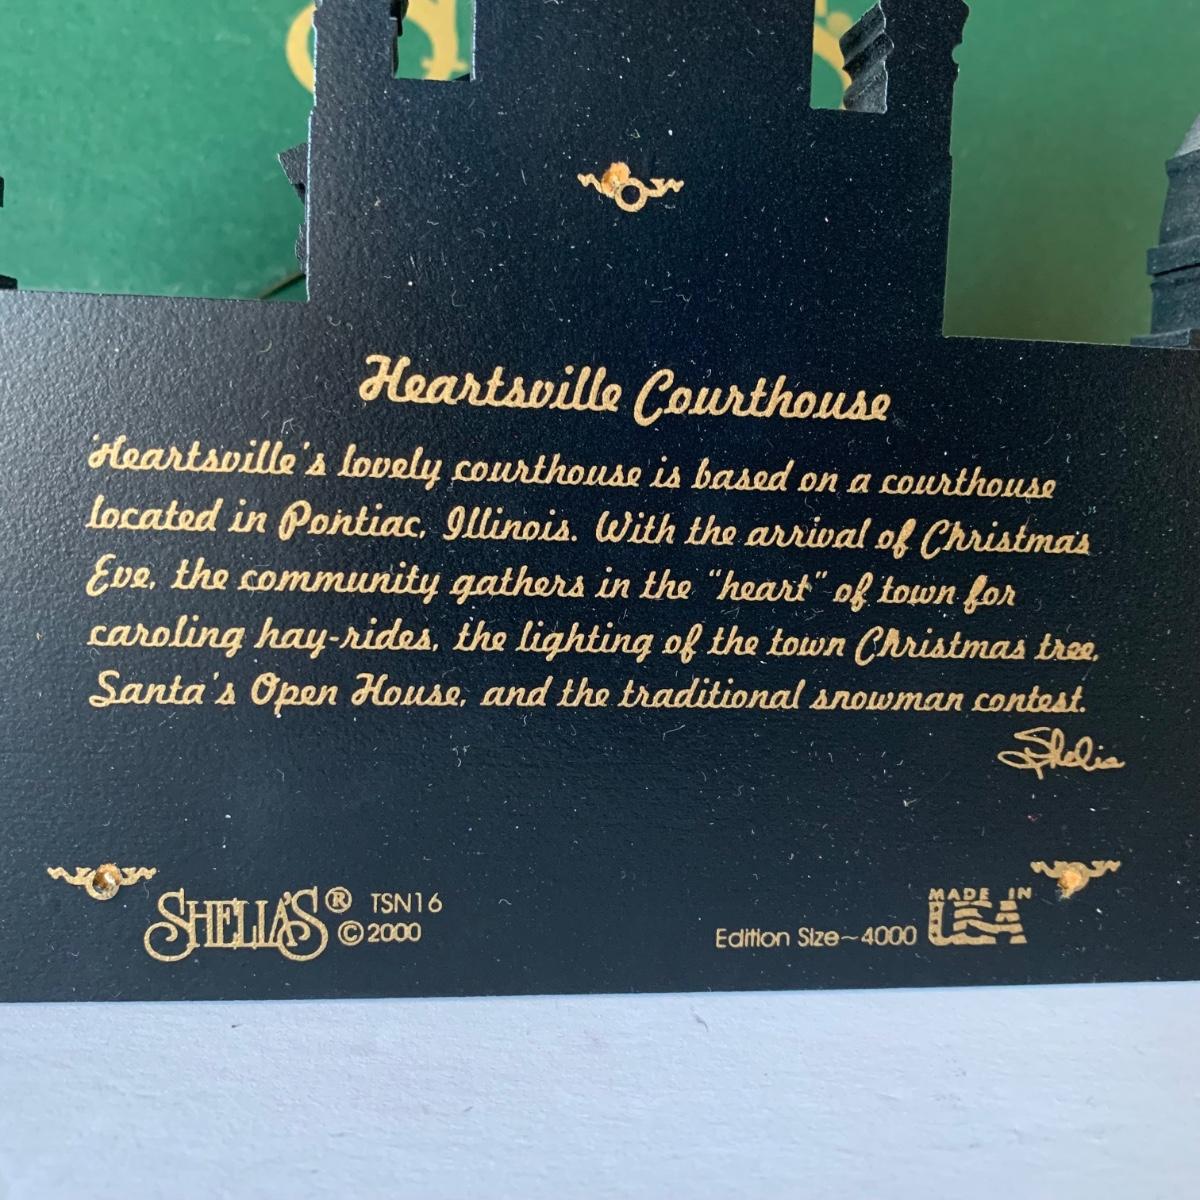 Heartsville Courthouse
Heartsville's lovely courthouse is based on a courthouse
located in Pontiac, Illinois. With the arrival of Christmas
Eve, the community gathers in the "heart" of town for
caroling hay-rides, the lighting of the town Christmas tree,
Santa's Open House, and the traditional snowman contest.
Shelia
SHELIA'S® TSN16
©2000
Edition Size~4000
MADE IN
USA